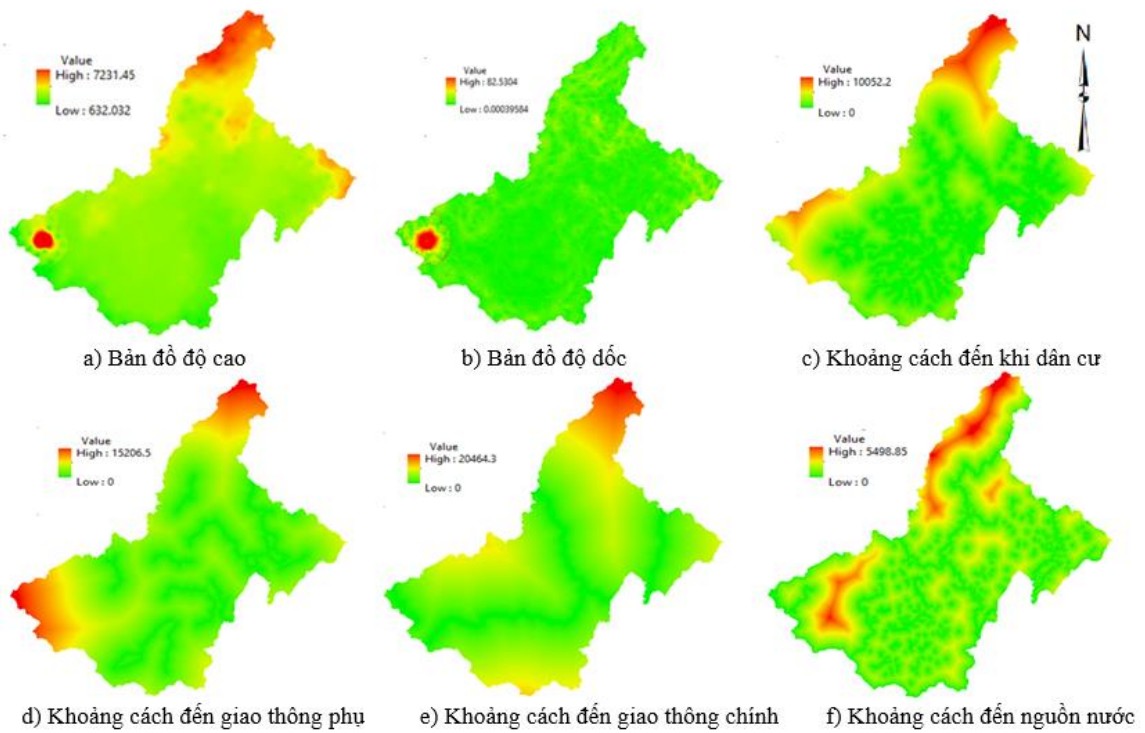 Value
High : 7231.45
Low : 632.032
Value
High : 82.5304
Low : 0.00039584
Value
High : 10052.2
Low : 0
N
a) Bản đồ độ cao
b) Bản đồ độ dốc
c) Khoảng cách đến khi dân cư
Value
High : 15206.5
Low : 0
Value
High : 20464.3
Low : 0
Value
High : 5498.85
Low : 0
d) Khoảng cách đến giao thông phụ
e) Khoảng cách đến giao thông chính
f) Khoảng cách đến nguồn nước